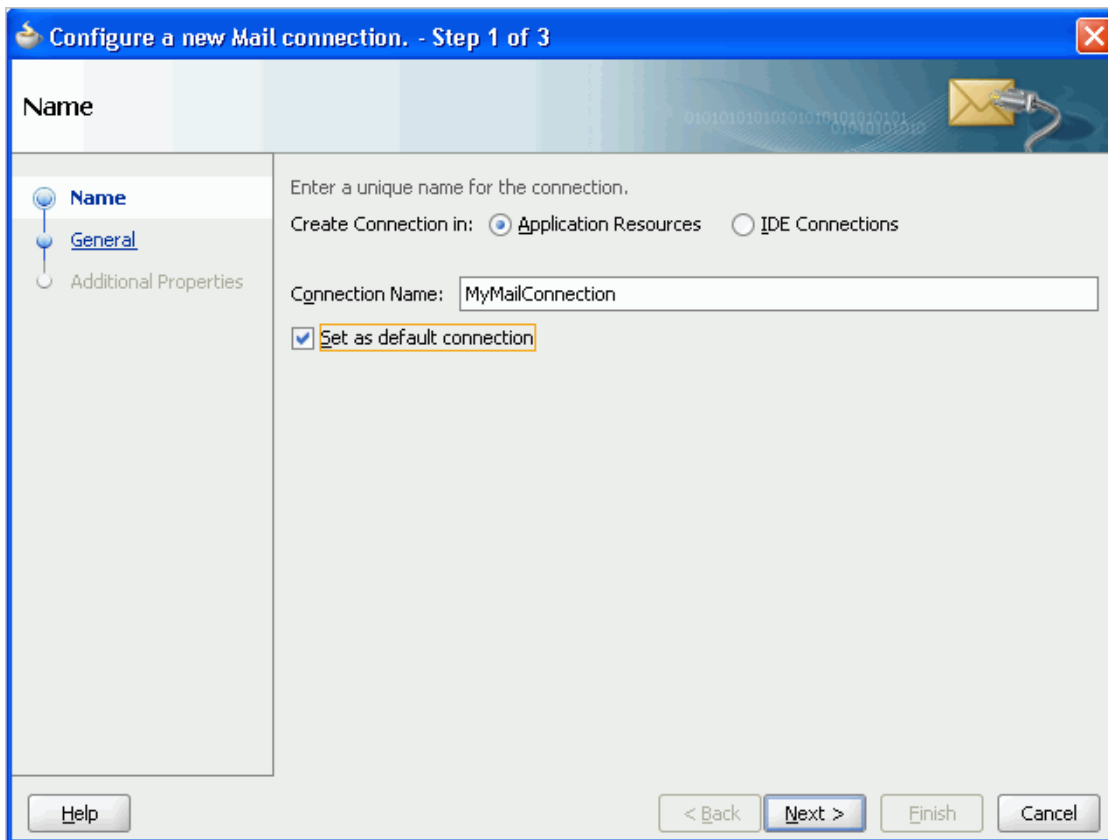 Configure a new Mail connection. - Step 1 of 3
Name
010101010101010101010101
01010101010
Name
General
Additional Properties
Enter a unique name for the connection.
Create Connection in: Application Resources IDE Connections
Connection Name: MyMailConnection
Set as default connection
Help < Back Next > Finish Cancel